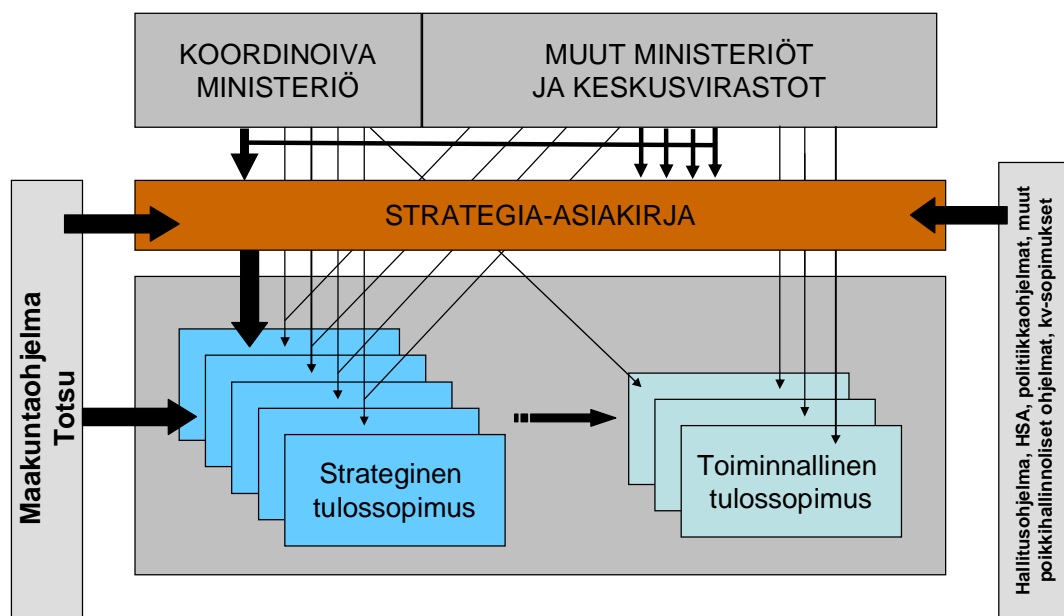 KOORDINOIVA
MINISTERIÖ
MUUT MINISTERIÖT
JA KESKUSVIRASTOT
STRATEGIA-ASIAKIRJA
Maakuntaohjelma
Totsu
Strateginen
tulossopimus
Toiminnallinen
tulossopimus
Hallitusohjelma, HSA, politiikkaohjelmat, muut
poikkihallinnoliset ohjelmat, kv-sopimukset